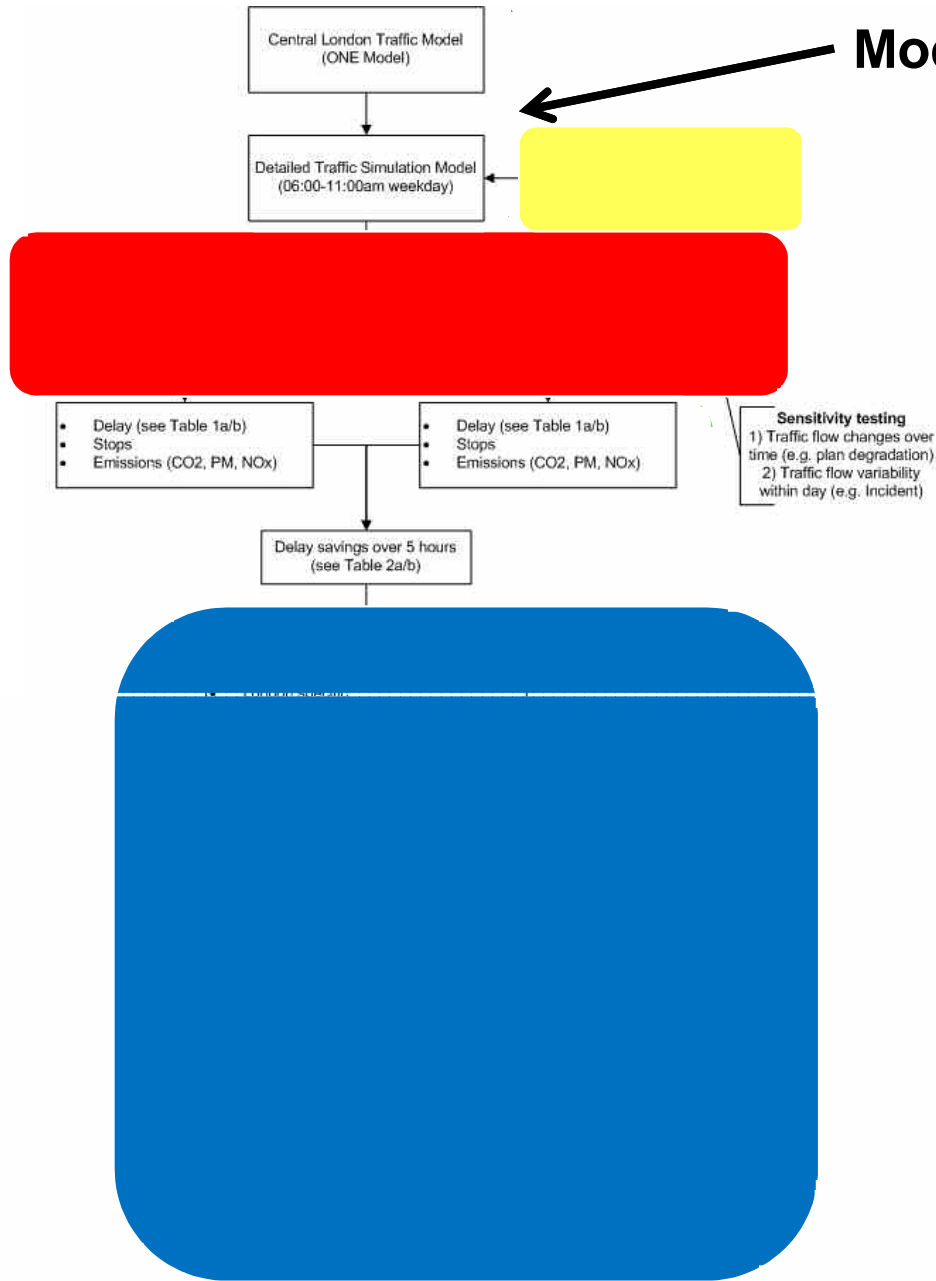 Central London Traffic Model
(ONE Model)
Detailed Traffic Simulation Model
(06:00-11:00am weekday)
• Delay (see Table 1a/b)
• Stops
• Emissions (CO2, PM, NOx)
• Delay (see Table 1a/b)
• Stops
• Emissions (CO2, PM, NOx)
Sensitivity testing
1) Traffic flow changes over
time (e.g. plan degradation)
2) Traffic flow variability
within day (e.g. Incident)
Delay savings over 5 hours
(see Table 2a/b)